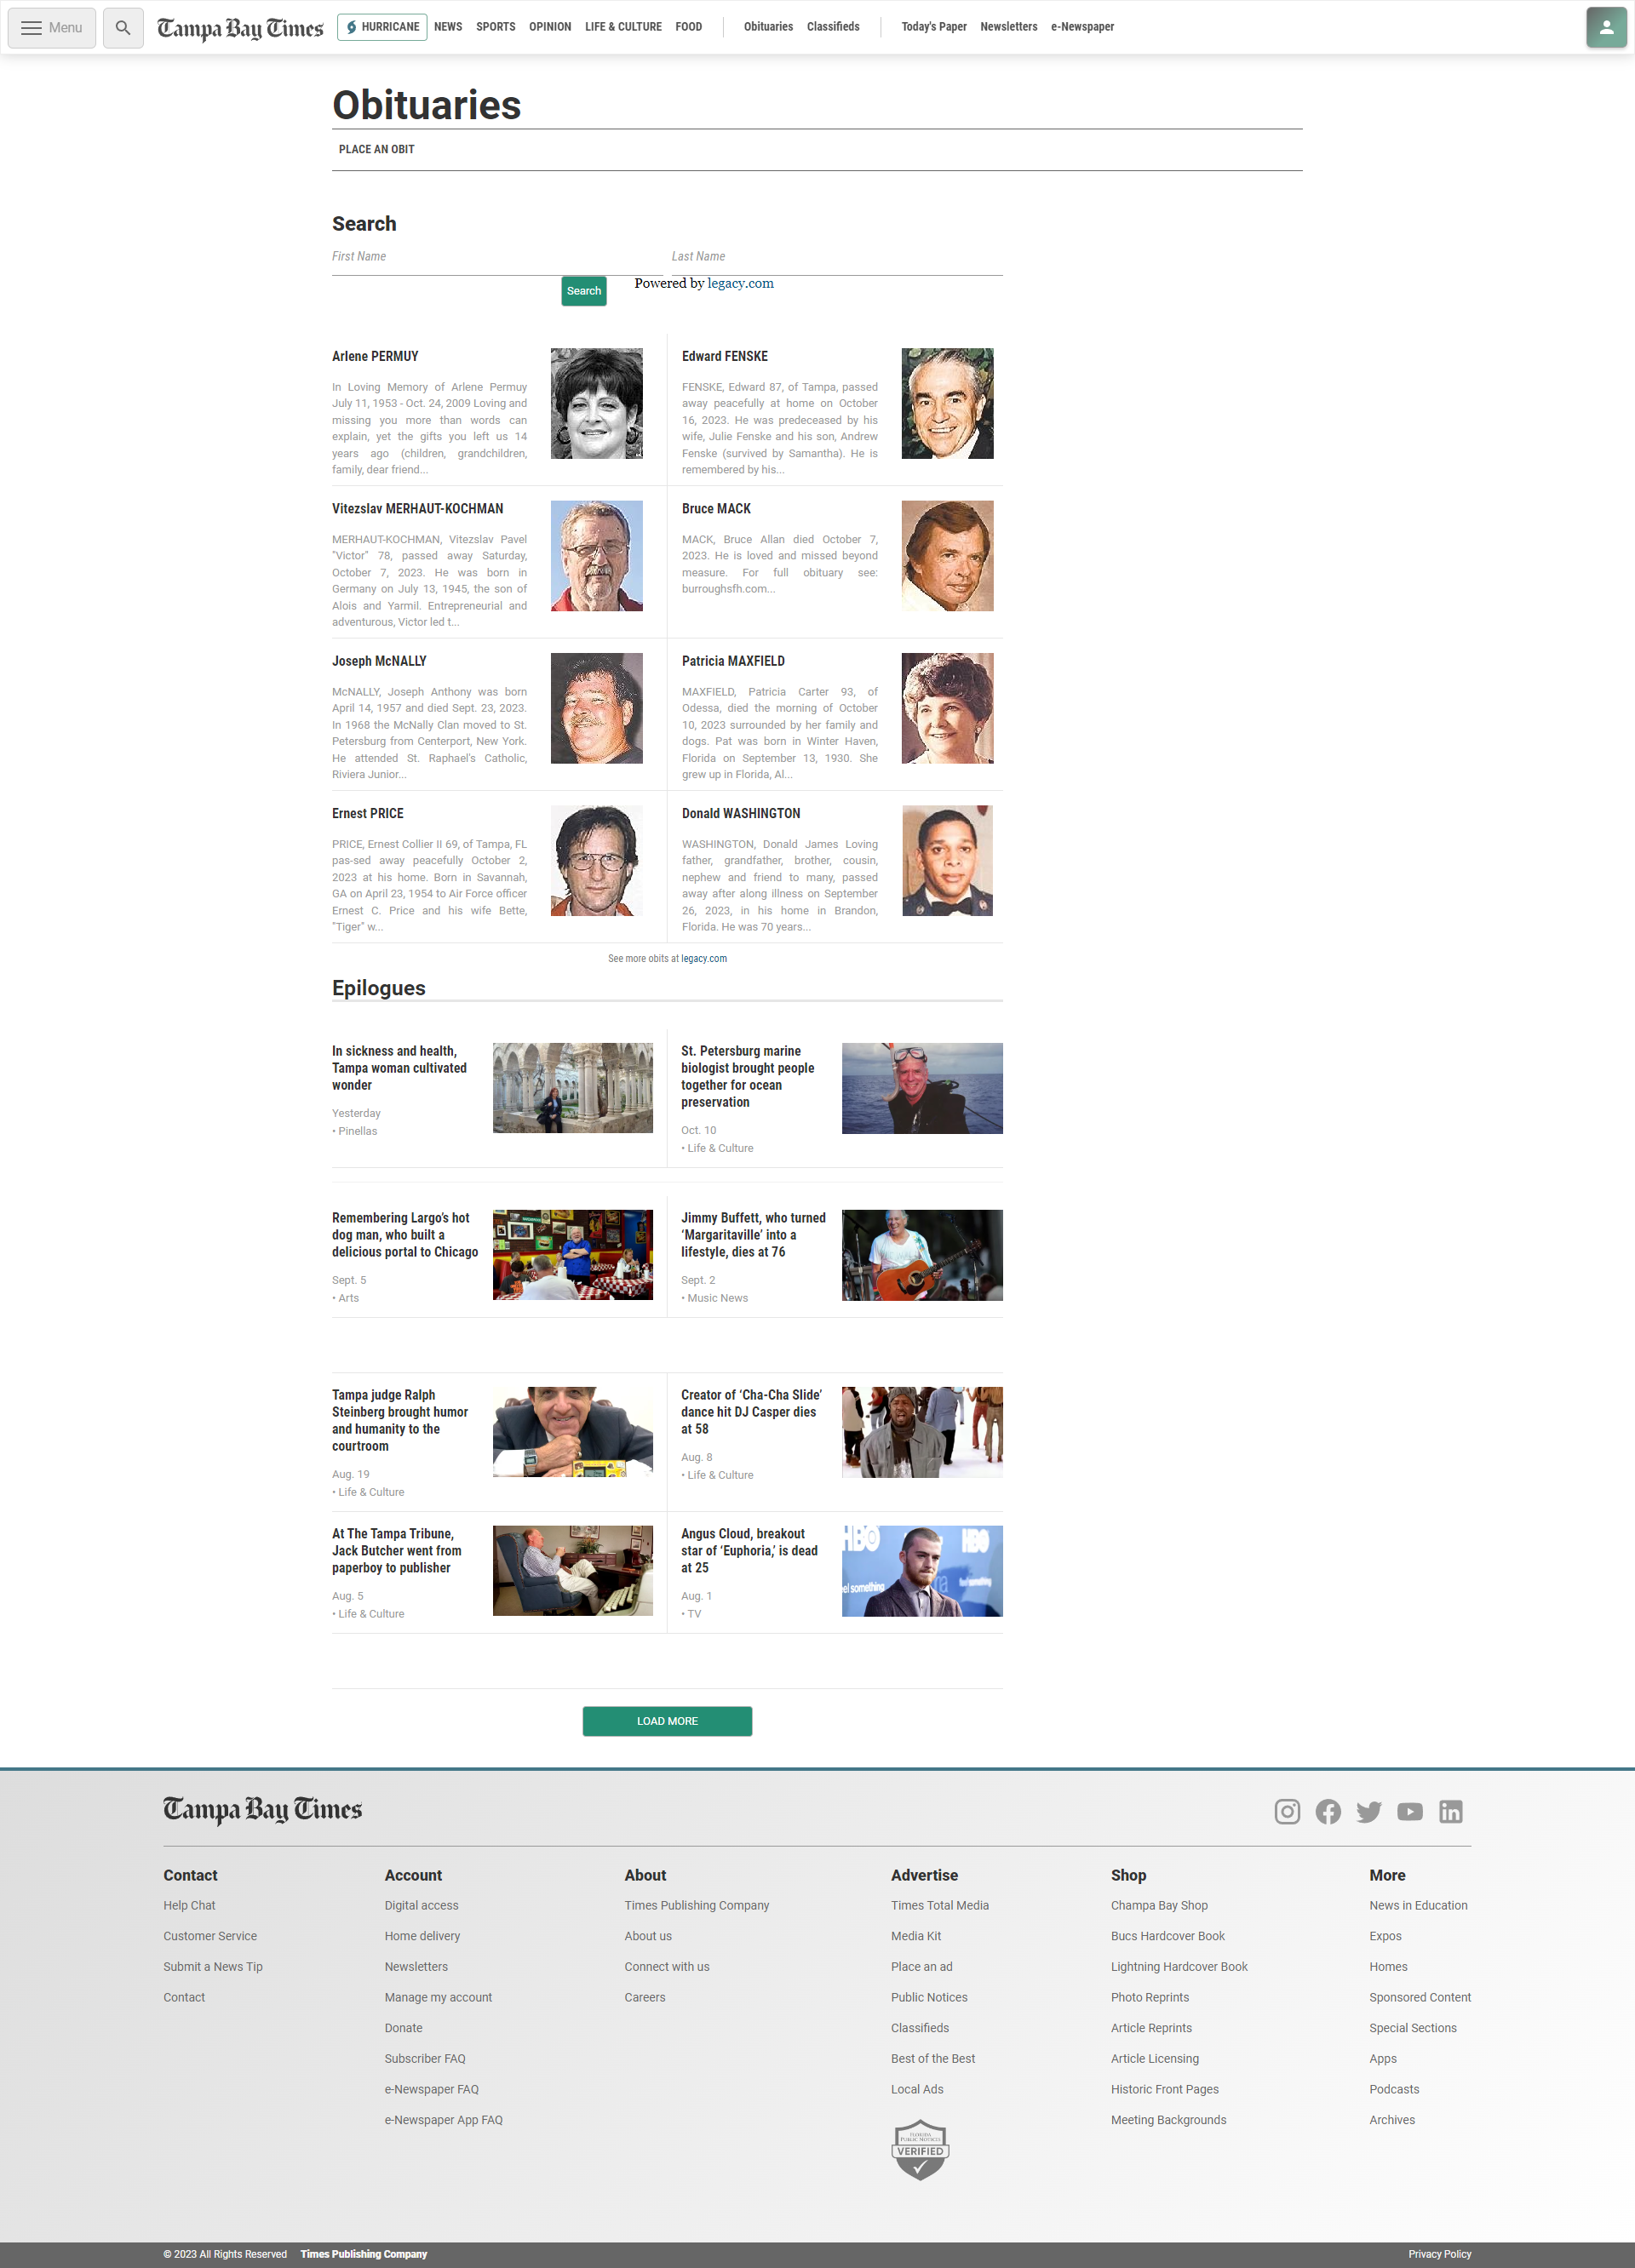 Menu
Tampa Bay Times
HURRICANE NEWS SPORTS OPINION LIFE & CULTURE FOOD Obituaries Classifieds Today's Paper Newsletters e-Newspaper
Obituaries
PLACE AN OBIT
Search
First Name
Last Name
Search
Powered by legacy.com
Arlene PERMUY
In Loving Memory of Arlene Permuy
July 11, 1953 - Oct. 24, 2009 Loving and
missing you more than words can
explain, yet the gifts you left us 14
years ago (children, grandchildren,
family, dear friend...
Edward FENSKE
FENSKE, Edward 87, of Tampa, passed
away peacefully at home on October
16, 2023. He was predeceased by his
wife, Julie Fenske and his son, Andrew
Fenske (survived by Samantha). He is
remembered by his...
Vitezslav MERHAUT-KOCHMAN
MERHAUT-KOCHMAN, Vitezslav Pavel
"Victor" 78, passed away Saturday,
October 7, 2023. He was born in
Germany on July 13, 1945, the son of
Alois and Yarmil. Entrepreneurial and
adventurous, Victor led t...
Bruce MACK
MACK, Bruce Allan died October 7,
2023. He is loved and missed beyond
measure. For full obituary see:
burroughsfh.com...
Joseph McNALLY
McNALLY, Joseph Anthony was born
April 14, 1957 and died Sept. 23, 2023.
In 1968 the McNally Clan moved to St.
Petersburg from Centerport, New York.
He attended St. Raphael's Catholic,
Riviera Junior...
Patricia MAXFIELD
MAXFIELD, Patricia Carter 93, of
Odessa, died the morning of October
10, 2023 surrounded by her family and
dogs. Pat was born in Winter Haven,
Florida on September 13, 1930. She
grew up in Florida, Al...
Ernest PRICE
PRICE, Ernest Collier II 69, of Tampa, FL
pas-sed away peacefully October 2,
2023 at his home. Born in Savannah,
GA on April 23, 1954 to Air Force officer
Ernest C. Price and his wife Bette,
"Tiger" w...
Donald WASHINGTON
WASHINGTON, Donald James Loving
father, grandfather, brother, cousin,
nephew and friend to many, passed
away after along illness on September
26, 2023, in his home in Brandon,
Florida. He was 70 years...
See more obits at legacy.com
Epilogues
In sickness and health,
Tampa woman cultivated
wonder
Yesterday
• Pinellas
St. Petersburg marine
biologist brought people
together for ocean
preservation
Oct. 10
• Life & Culture
Remembering Largo’s hot
dog man, who built a
delicious portal to Chicago
Sept. 5
• Arts
Jimmy Buffett, who turned
‘Margaritaville’ into a
lifestyle, dies at 76
Sept. 2
• Music News
Tampa judge Ralph
Steinberg brought humor
and humanity to the
courtroom
Aug. 19
• Life & Culture
Creator of ‘Cha-Cha Slide’
dance hit DJ Casper dies
at 58
Aug. 8
• Life & Culture
At The Tampa Tribune,
Jack Butcher went from
paperboy to publisher
Aug. 5
• Life & Culture
Angus Cloud, breakout
star of ‘Euphoria,’ is dead
at 25
Aug. 1
• TV
HBO
HBO
LOAD MORE
Tampa Bay Times
Contact
Help Chat
Customer Service
Submit a News Tip
Contact
Account
Digital access
Home delivery
Newsletters
Manage my account
Donate
Subscriber FAQ
e-Newspaper FAQ
e-Newspaper App FAQ
About
Times Publishing Company
About us
Connect with us
Careers
Advertise
Times Total Media
Media Kit
Place an ad
Public Notices
Classifieds
Best of the Best
Local Ads
FLORIDA
PUBLIC NOTICES
VERIFIED
Shop
Champa Bay Shop
Bucs Hardcover Book
Lightning Hardcover Book
Photo Reprints
Article Reprints
Article Licensing
Historic Front Pages
Meeting Backgrounds
More
News in Education
Expos
Homes
Sponsored Content
Special Sections
Apps
Podcasts
Archives
© 2023 All Rights Reserved Times Publishing Company
Privacy Policy